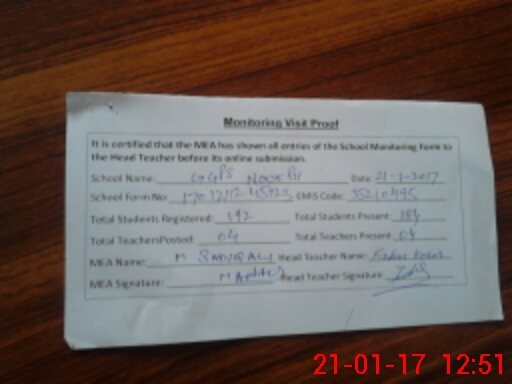 Monitoring Visit Proof
It is certified that the MEA has shown all entries of the School Monitoring Form to
the Head Teacher before its online submission.
School Name: GGPS Date: 21-1-2017
School Form No: EMIS Code:
Total Students Registered: 192 Total Students Present: 184
Total TeachersPosted: 04 Total Teachers Present: 04
MEA Name: M Head Teacher Name:
MEA Signature: Head Teacher Signature:
21-01-17 12:51